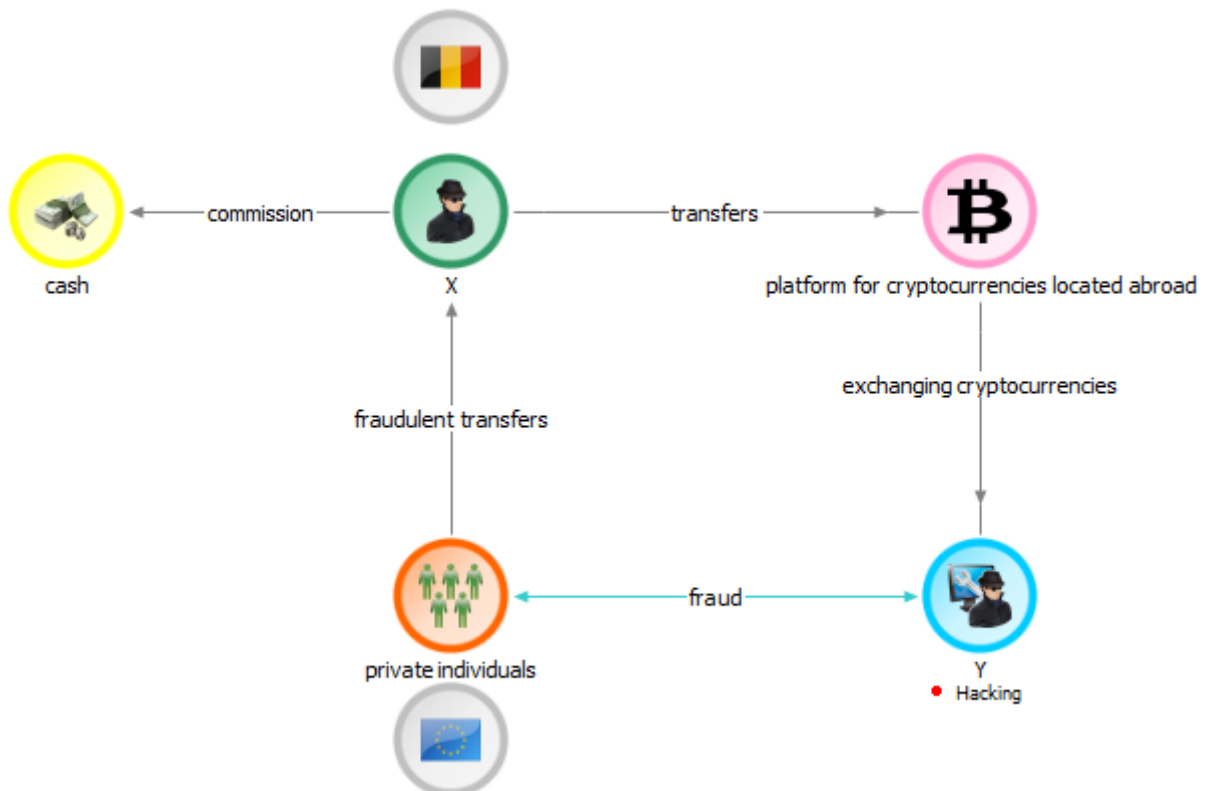 commission
transfers
cash
X
platform for cryptocurrencies located abroad
exchanging cryptocurrencies
fraudulent transfers
fraud
private individuals
Y
Hacking